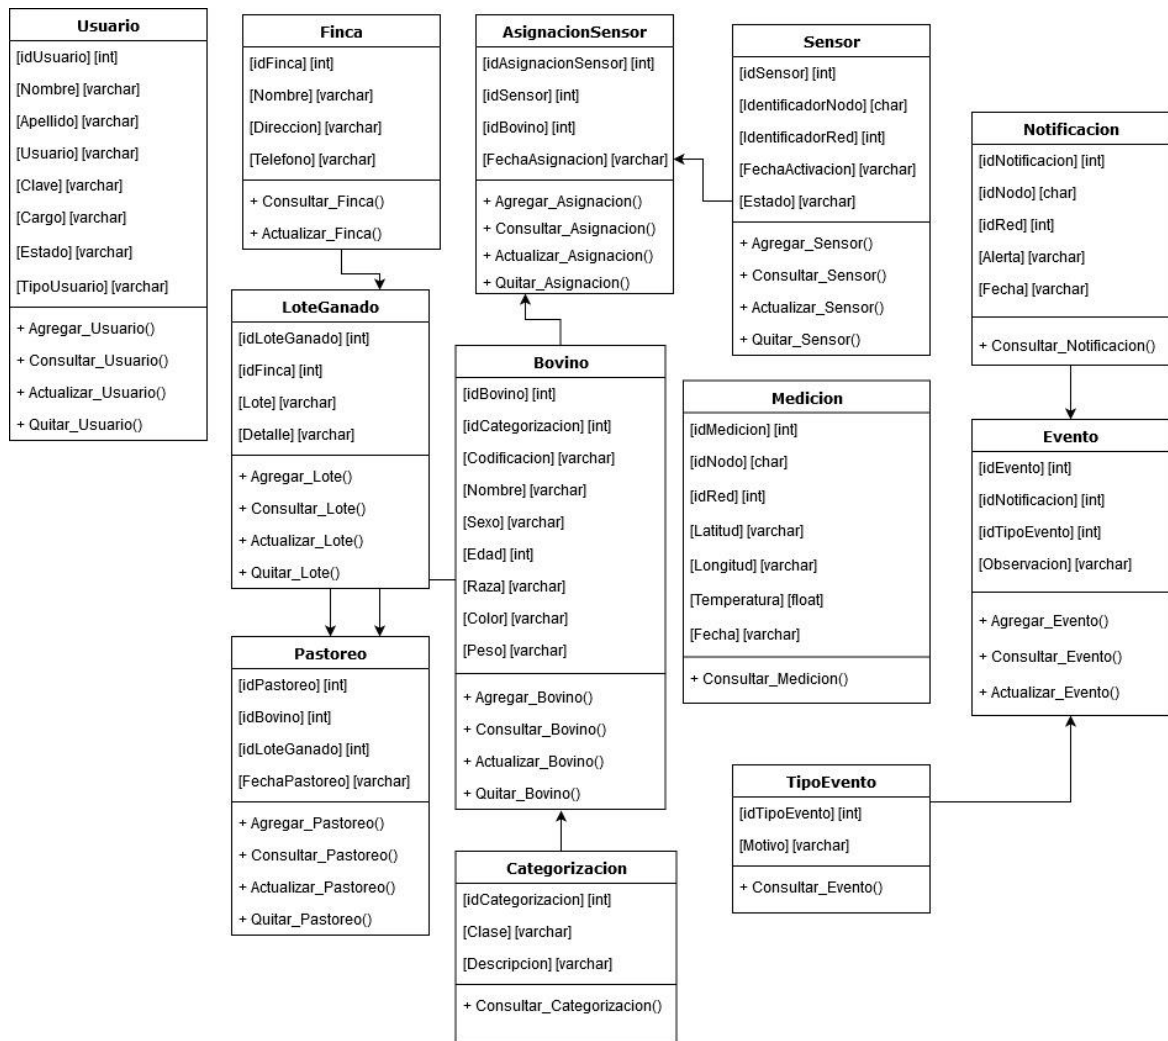 Usuario
[idUsuario] [int]
[Nombre] [varchar]
[Apellido] [varchar]
[Usuario] [varchar]
[Clave] [varchar]
[Cargo] [varchar]
[Estado] [varchar]
[TipoUsuario] [varchar]
+ Agregar_Usuario()
+ Consultar_Usuario()
+ Actualizar_Usuario()
+ Quitar_Usuario()
Finca
[idFinca] [int]
[Nombre] [varchar]
[Direccion] [varchar]
[Telefono] [varchar]
+ Consultar_Finca()
+ Actualizar_Finca()
LoteGanado
[idLoteGanado] [int]
[idFinca] [int]
[Lote] [varchar]
[Detalle] [varchar]
+ Agregar_Lote()
+ Consultar_Lote()
+ Actualizar_Lote()
+ Quitar_Lote()
Pastoreo
[idPastoreo] [int]
[idBovino] [int]
[idLoteGanado] [int]
[FechaPastoreo] [varchar]
+ Agregar_Pastoreo()
+ Consultar_Pastoreo()
+ Actualizar_Pastoreo()
+ Quitar_Pastoreo()
AsignacionSensor
[idAsignacionSensor] [int]
[idSensor] [int]
[idBovino] [int]
[FechaAsignacion] [varchar]
+ Agregar_Asignacion()
+ Consultar_Asignacion()
+ Actualizar_Asignacion()
+ Quitar_Asignacion()
Bovino
[idBovino] [int]
[idCategorizacion] [int]
[Codificacion] [varchar]
[Nombre] [varchar]
[Sexo] [varchar]
[Edad] [int]
[Raza] [varchar]
[Color] [varchar]
[Peso] [varchar]
+ Agregar_Bovino()
+ Consultar_Bovino()
+ Actualizar_Bovino()
+ Quitar_Bovino()
Categorizacion
[idCategorizacion] [int]
[Clase] [varchar]
[Descripcion] [varchar]
+ Consultar_Categorizacion()
Sensor
[idSensor] [int]
[IdentificadorNodo] [char]
[IdentificadorRed] [int]
[FechaActivacion] [varchar]
[Estado] [varchar]
+ Agregar_Sensor()
+ Consultar_Sensor()
+ Actualizar_Sensor()
+ Quitar_Sensor()
Medicion
[idMedicion] [int]
[idNodo] [char]
[idRed] [int]
[Latitud] [varchar]
[Longitud] [varchar]
[Temperatura] [float]
[Fecha] [varchar]
+ Consultar_Medicion()
TipoEvento
[idTipoEvento] [int]
[Motivo] [varchar]
+ Consultar_Evento()
Notificacion
[idNotificacion] [int]
[idNodo] [char]
[idRed] [int]
[Alerta] [varchar]
[Fecha] [varchar]
+ Consultar_Notificacion()
Evento
[idEvento] [int]
[idNotificacion] [int]
[idTipoEvento] [int]
[Observacion] [varchar]
+ Agregar_Evento()
+ Consultar_Evento()
+ Actualizar_Evento()